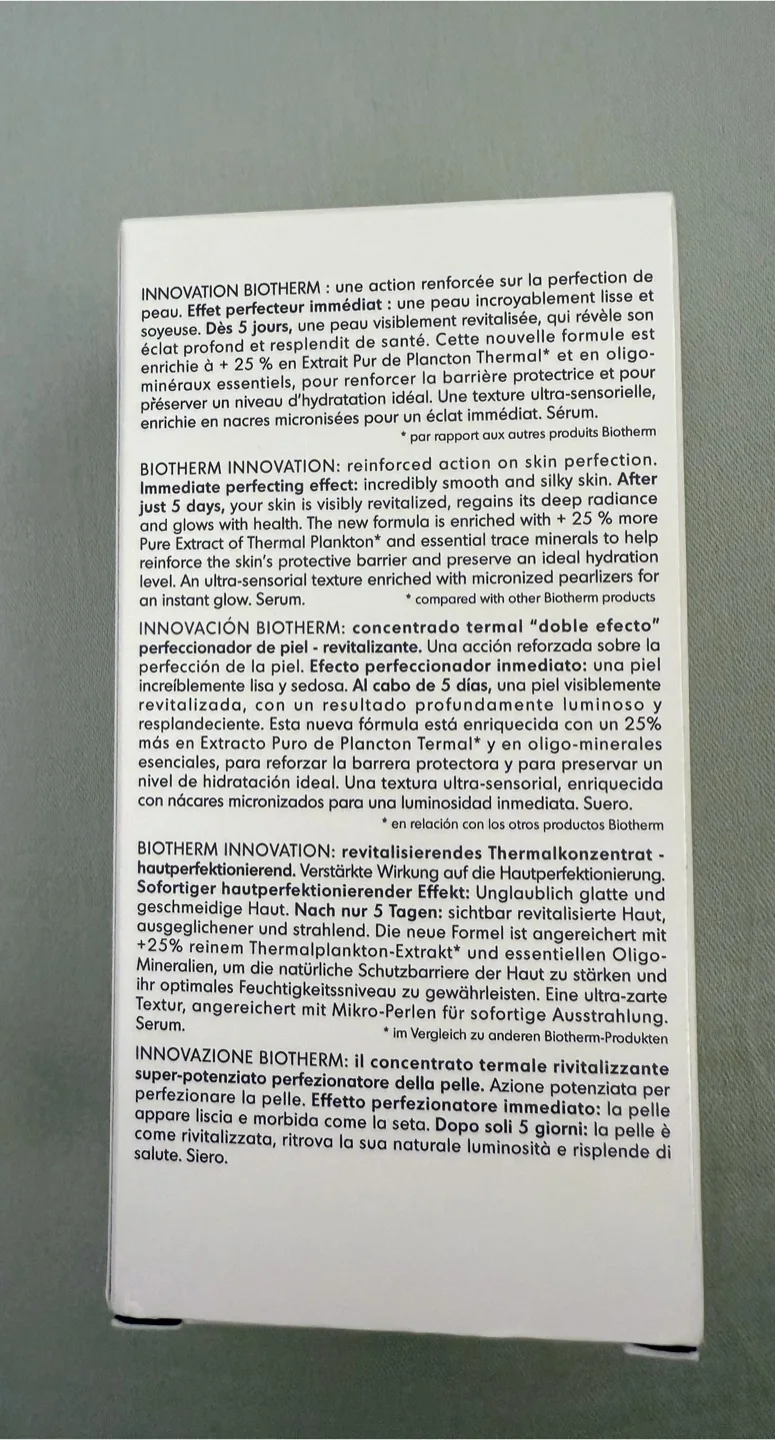 INNOVATION BIOTHERM : une action renforcée sur la perfection de
peau. Effet perfecteur immédiat : une peau incroyablement lisse et
soyeuse. Dès 5 jours, une peau visiblement revitalisée, qui révèle son
éclat profond et resplendit de santé. Cette nouvelle formule est
enrichie à + 25 % en Extrait Pur de Plancton Thermal* et en oligo-
minéraux essentiels, pour renforcer la barrière protectrice et pour
préserver un niveau d'hydratation idéal. Une texture ultra-sensorielle,
enrichie en nacres micronisées pour un éclat immédiat. Sérum.
* par rapport aux autres produits Biotherm
BIOTHERM INNOVATION: reinforced action on skin perfection.
Immediate perfecting effect: incredibly smooth and silky skin. After
just 5 days, your skin is visibly revitalized, regains its deep radiance
and glows with health. The new formula is enriched with + 25 % more
Pure Extract of Thermal Plankton* and essential trace minerals to help
reinforce the skin's protective barrier and preserve an ideal hydration
level. An ultra-sensorial texture enriched with micronized pearlizers for
an instant glow. Serum. * compared with other Biotherm products
INNOVACIÓN BIOTHERM: concentrado termal "doble efecto"
perfeccionador de piel - revitalizante. Una acción reforzada sobre la
perfección de la piel. Efecto perfeccionador inmediato: una piel
increíblemente lisa y sedosa. Al cabo de 5 días, una piel visiblemente
revitalizada, con un resultado profundamente luminoso y
resplandeciente. Esta nueva fórmula está enriquecida con un 25%
más en Extracto Puro de Plancton Termal* y en oligo-minerales
esenciales, para reforzar la barrera protectora y para preservar un
nivel de hidratación ideal. Una textura ultra-sensorial, enriquecida
con nácares micronizados para una luminosidad inmediata. Suero.
* en relación con los otros productos Biotherm
BIOTHERM INNOVATION: revitalisierendes Thermalkonzentrat -
hautperfektionierend. Verstärkte Wirkung auf die Hautperfektionierung.
Sofortiger hautperfektionierender Effekt: Unglaublich glatte und
geschmeidige Haut. Nach nur 5 Tagen: sichtbar revitalisierte Haut,
ausgeglichener und strahlend. Die neue Formel ist angereichert mit
+25% reinem Thermalplankton-Extrakt* und essentiellen Oligo-
Mineralien, um die natürliche Schutzbarriere der Haut zu stärken und
ihr optimales Feuchtigkeitssniveau zu gewährleisten. Eine ultra-zarte
Textur, angereichert mit Mikro-Perlen für sofortige Ausstrahlung.
Serum. * im Vergleich zu anderen Biotherm-Produkten
INNOVAZIONE BIOTHERM: il concentrato termale rivitalizzante
super-potenziato perfezionatore della pelle. Azione potenziata per
perfezionare la pelle. Effetto perfezionatore immediato: la pelle
appare liscia e morbida come la seta. Dopo soli 5 giorni: la pelle è
come rivitalizzata, ritrova la sua naturale luminosità e risplende di
salute. Siero.